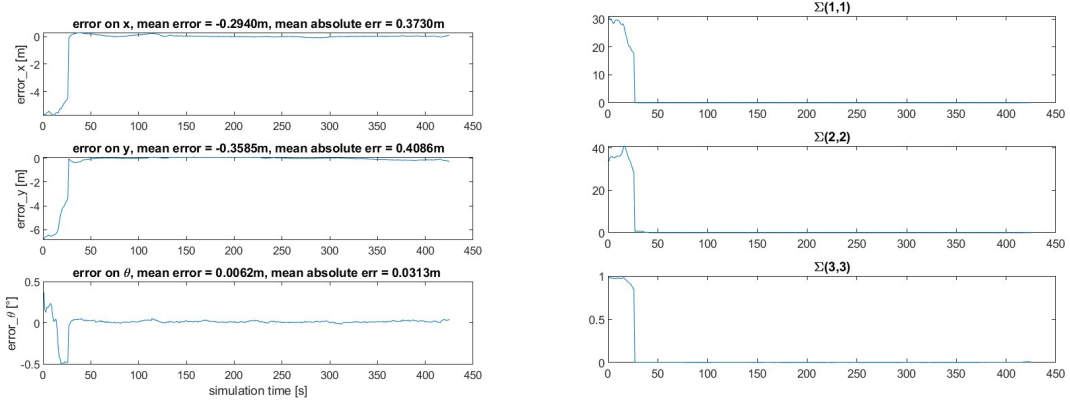 error on x, mean error = -0.2940m, mean absolute err = 0.3730m
error_x [m]
0
-2
-4
0 50 100 150 200 250 300 350 400 450
error on y, mean error = -0.3585m, mean absolute err = 0.4086m
error_y [m]
0
-2
-4
-6
0 50 100 150 200 250 300 350 400 450
error on θ, mean error = 0.0062m, mean absolute err = 0.0313m
error_θ [°]
0.5
0
-0.5
0 50 100 150 200 250 300 350 400 450
simulation time [s]
Σ(1,1)
30
20
10
0
0 50 100 150 200 250 300 350 400 450
Σ(2,2)
40
20
0
0 50 100 150 200 250 300 350 400 450
Σ(3,3)
1
0.5
0
0 50 100 150 200 250 300 350 400 450